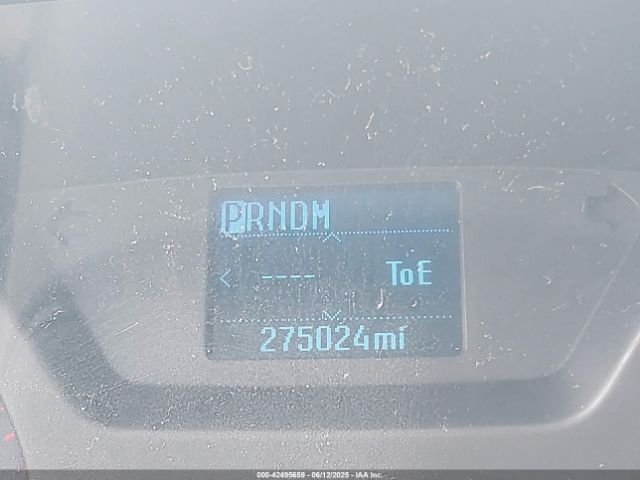 PRNDM
< ---- ToE
275024mi
000-42495659 - 06/12/2025 - IAA Inc.